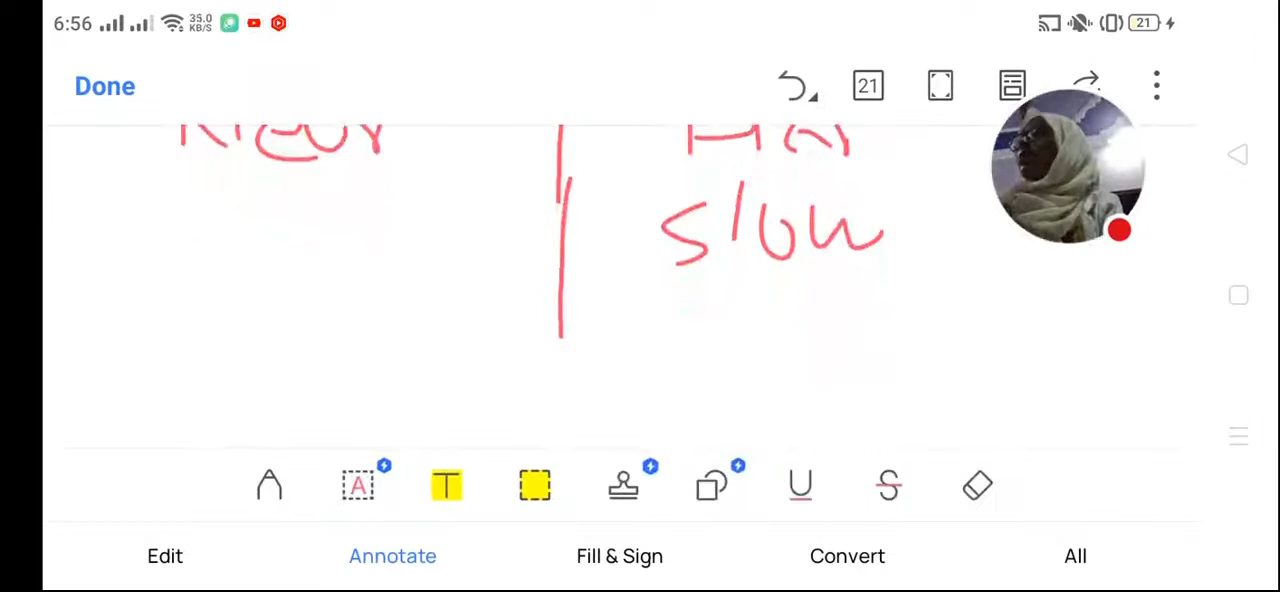 6:56 35.0 KB/S 21
Done 21
slow
A T U S
Edit Annotate Fill & Sign Convert All